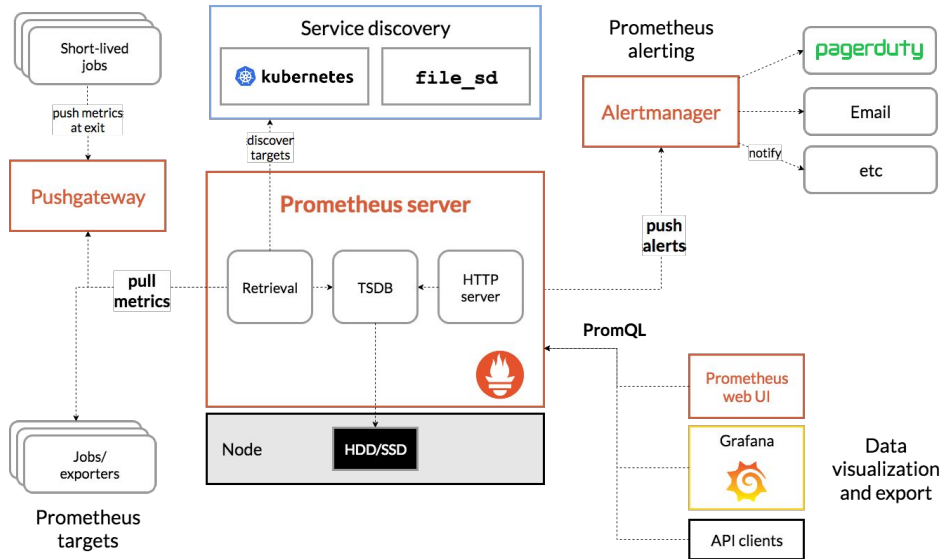 Short-lived
jobs
push metrics
at exit
Pushgateway
pull
metrics
Jobs/
exporters
Prometheus
targets
Service discovery
kubernetes
file_sd
discover
targets
Prometheus server
Retrieval
TSDB
HTTP
server
Node
HDD/SSD
Prometheus
alerting
Alertmanager
pagerduty
Email
notify
etc
push
alerts
PromQL
Prometheus
web UI
Grafana
API clients
Data
visualization
and export